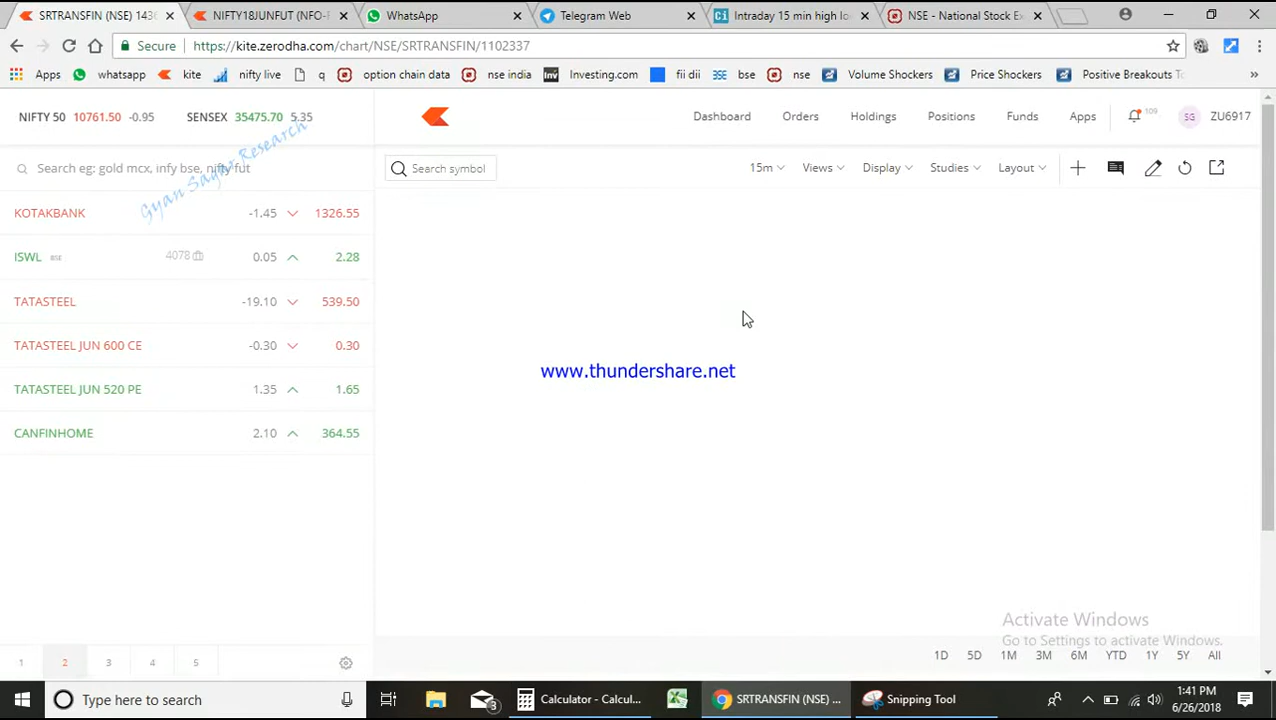 SRTRANSFIN (NSE) 1436
NIFTY18JUNFUT (NFO-F
WhatsApp
Telegram Web
Intraday 15 min high lo
NSE - National Stock Ex
Secure
https://kite.zerodha.com/chart/NSE/SRTRANSFIN/1102337
Apps
whatsapp
kite
nifty live
q
option chain data
nse india
Investing.com
fii dii
bse
nse
Volume Shockers
Price Shockers
Positive Breakouts To
NIFTY 50 10761.50 -0.95
SENSEX 35475.70 5.35
Dashboard
Orders
Holdings
Positions
Funds
Apps
109
SG
ZU6917
Search eg: gold mcx, infy bse, nifty fut
Gyan Sagar Research
Search symbol
15m
Views
Display
Studies
Layout
KOTAKBANK -1.45 1326.55
ISWL BSE 4078 0.05 2.28
TATASTEEL -19.10 539.50
TATASTEEL JUN 600 CE -0.30 0.30
TATASTEEL JUN 520 PE 1.35 1.65
CANFINHOME 2.10 364.55
www.thundershare.net
Activate Windows
Go to Settings to activate Windows.
1 2 3 4 5
1D 5D 1M 3M 6M YTD 1Y 5Y All
Type here to search
3
Calculator - Calcul...
SRTRANSFIN (NSE) ...
Snipping Tool
1:41 PM
6/26/2018